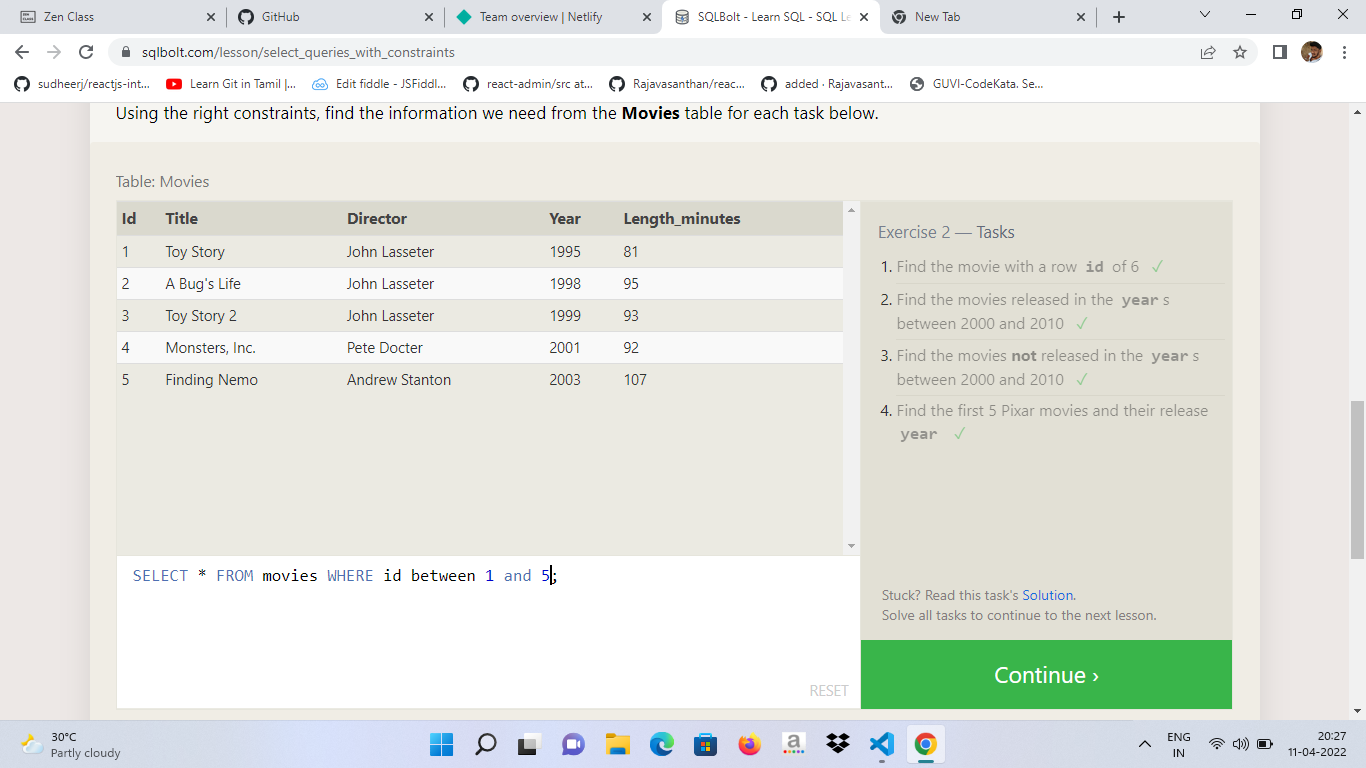 Zen Class
GitHub
Team overview | Netlify
SQLBolt - Learn SQL - SQL Le
New Tab
sqlbolt.com/lesson/select_queries_with_constraints
sudheerj/reactjs-int...
Learn Git in Tamil |...
Edit fiddle - JSFiddl...
react-admin/src at...
Rajavasanthan/reac...
added · Rajavasant...
GUVI-CodeKata. Se...
Using the right constraints, find the information we need from the Movies table for each task below.
Table: Movies
Id Title Director Year Length_minutes
1 Toy Story John Lasseter 1995 81
2 A Bug's Life John Lasseter 1998 95
3 Toy Story 2 John Lasseter 1999 93
4 Monsters, Inc. Pete Docter 2001 92
5 Finding Nemo Andrew Stanton 2003 107
SELECT * FROM movies WHERE id between 1 and 5;
RESET
Exercise 2 — Tasks
1. Find the movie with a row id of 6 ✓
2. Find the movies released in the year s
between 2000 and 2010 ✓
3. Find the movies not released in the year s
between 2000 and 2010 ✓
4. Find the first 5 Pixar movies and their release
year ✓
Stuck? Read this task's Solution.
Solve all tasks to continue to the next lesson.
Continue ›
30°C
Partly cloudy
a
ENG
IN
20:27
11-04-2022